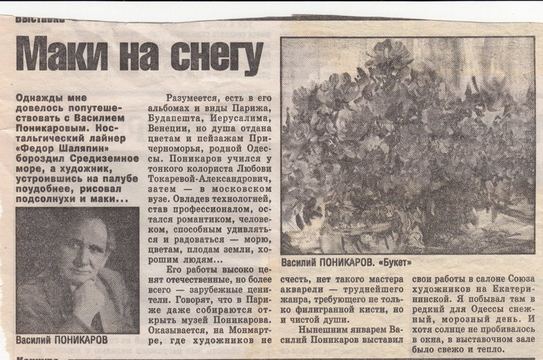 Выставка
Маки на снегу
Однажды мне
довелось попутеше-
ствовать с Василием
Поникаровым. Нос-
тальгический лайнер
«Федор Шаляпин»
бороздил Средиземное
море, а художник,
устроившись на палубе
поудобнее, рисовал
подсолнухи и маки...
Василий ПОНИКАРОВ
Разумеется, есть в его
альбомах и виды Парижа,
Будапешта, Иерусалима,
Венеции, но душа отдана
цветам и пейзажам При-
черноморья, родной Одес-
сы. Поникаров учился у
тонкого колориста Любови
Токаревой-Александрович,
затем — в московском
вузе. Овладев технологией,
став профессионалом, ос-
тался романтиком, челове-
ком, способным удивлять-
ся и радоваться — морю,
цветам, плодам земли, хо-
рошим людям...
Его работы высоко це-
нят отечественные, но более
всего — зарубежные цени-
тели. Говорят, что в Пари-
же даже собираются от-
крыть музей Поникарова.
Оказывается, на Монмарт-
ре, где художников не
Василий ПОНИКАРОВ. «Букет»
счесть, нет такого мастера
акварели — труднейшего
жанра, требующего не толь-
ко филигранной кисти, но
и чистой души.
Нынешним январем Ва-
силий Поникаров выставил
свои работы в салоне Союза
художников на Екатери-
нинской. Я побывал там в
редкий для Одессы снеж-
ный, морозный день. И
хотя солнце не пробивалось
в окна, в выставочном зале
было светло и тепло.